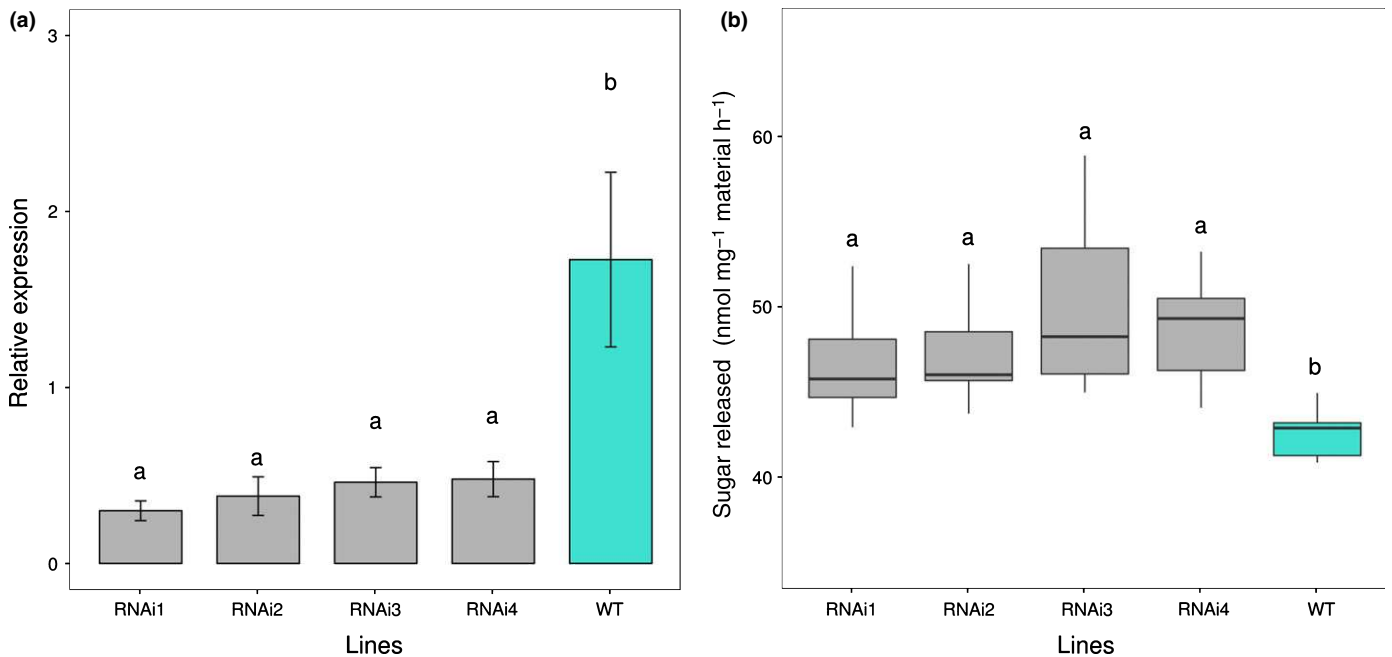 (a)
Relative expression
3
2
1
0
a
a
a
a
b
RNAi1
RNAi2
RNAi3
RNAi4
WT
Lines
(b)
Sugar released (nmol mg⁻¹ material h⁻¹)
60
50
40
a
a
a
a
b
RNAi1
RNAi2
RNAi3
RNAi4
WT
Lines